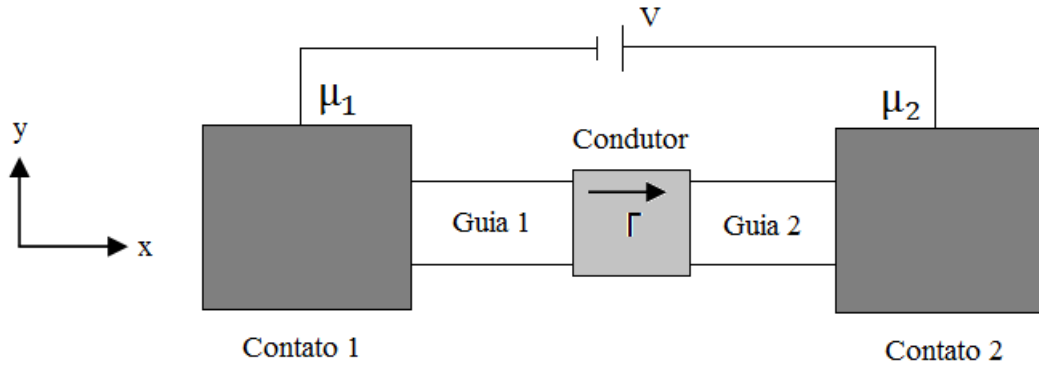 V
μ₁
μ₂
y
Condutor
x
Guia 1
Γ
Guia 2
Contato 1
Contato 2